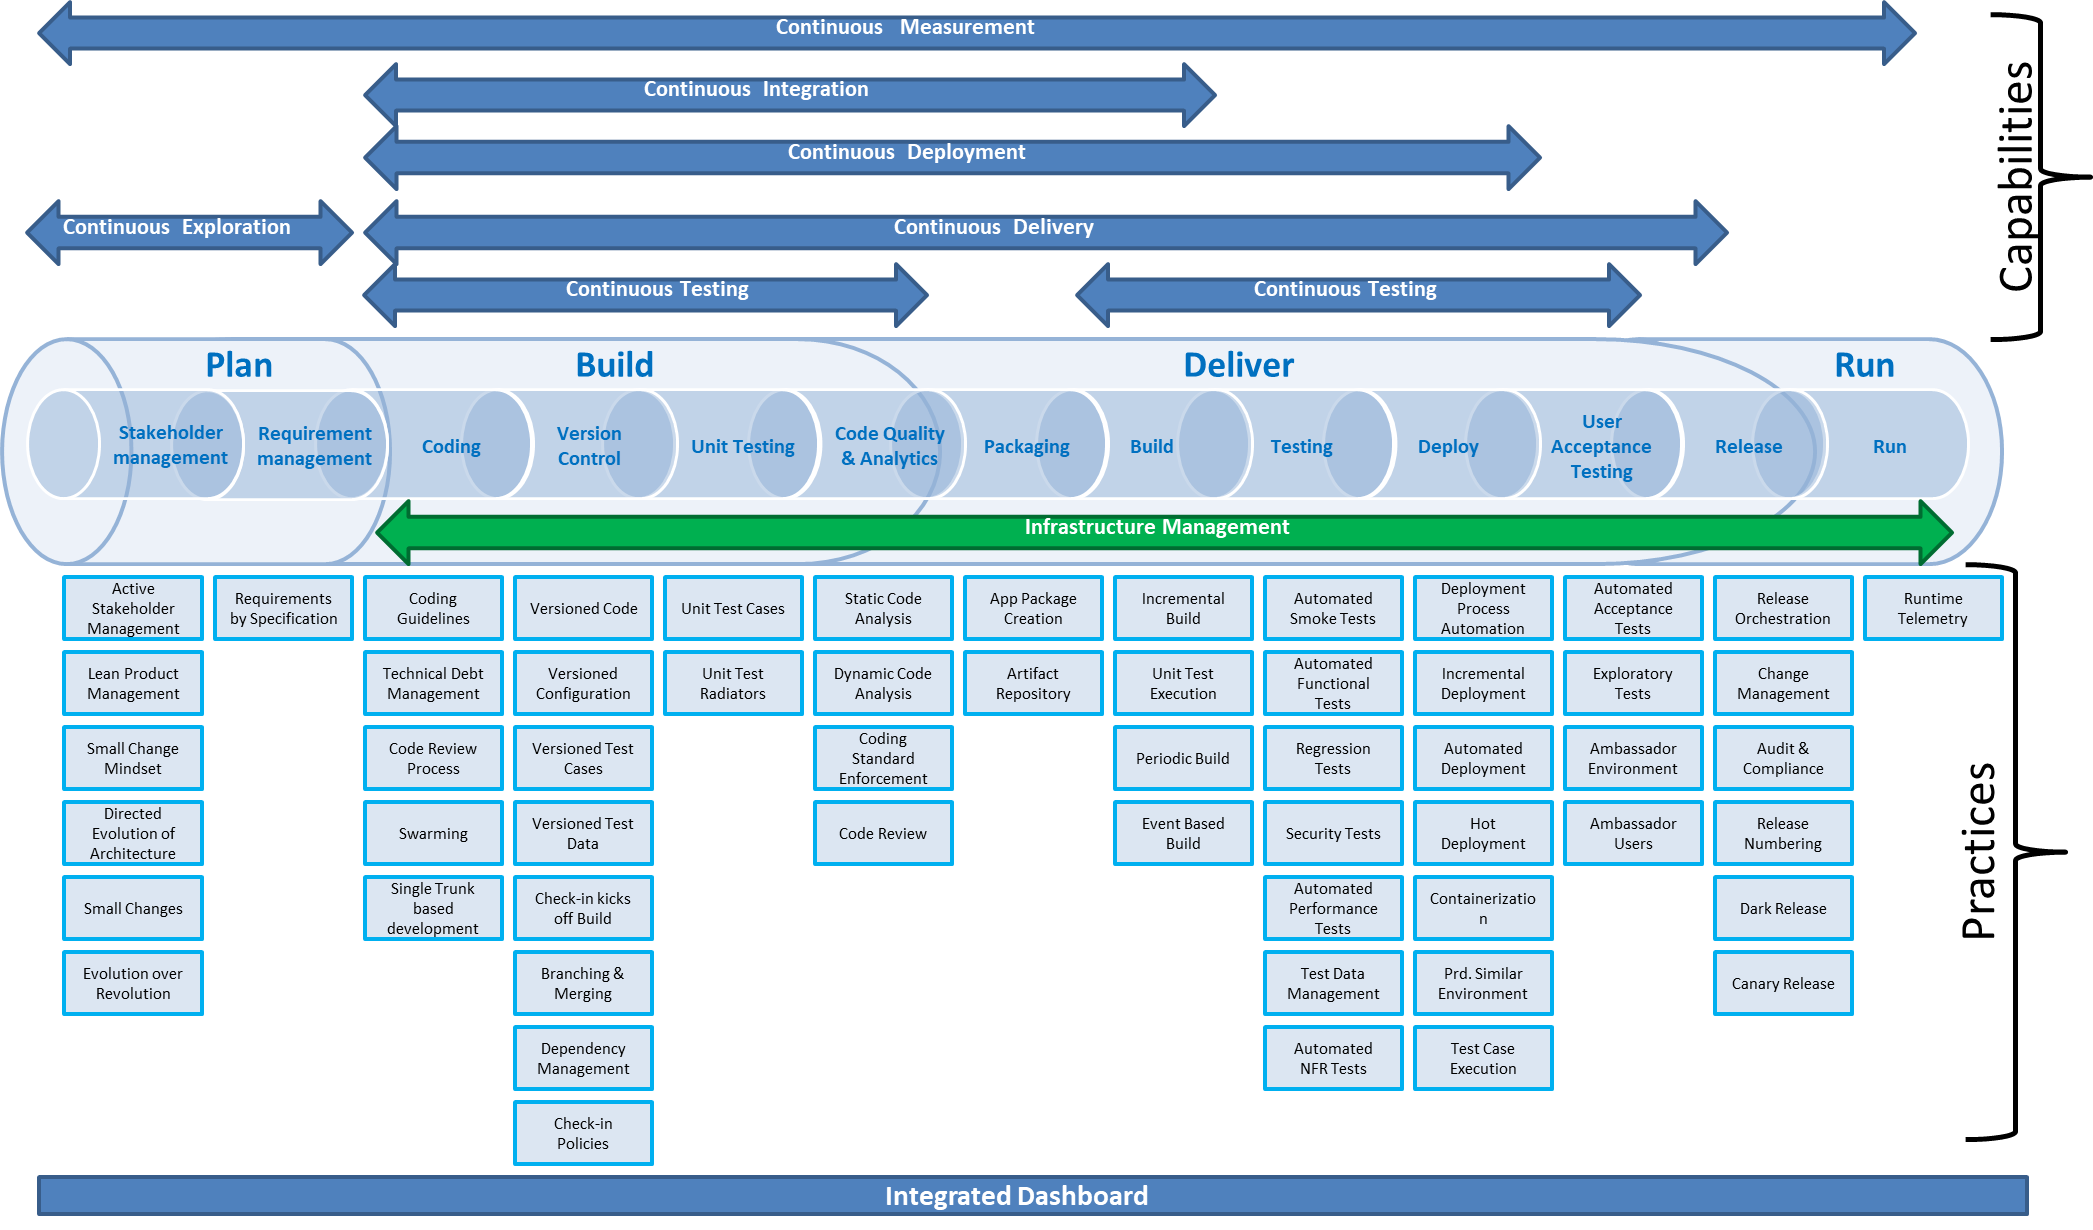 Continuous Measurement
Continuous Integration
Continuous Deployment
Continuous Exploration
Continuous Delivery
Continuous Testing
Continuous Testing
Capabilities
Plan
Build
Deliver
Run
Stakeholder
management
Requirement
management
Coding
Version
Control
Unit Testing
Code Quality
& Analytics
Packaging
Build
Testing
Deploy
User
Acceptance
Testing
Release
Run
Infrastructure Management
Active
Stakeholder
Management
Lean Product
Management
Small Change
Mindset
Directed
Evolution of
Architecture
Small Changes
Evolution over
Revolution
Requirements
by Specification
Coding
Guidelines
Technical Debt
Management
Code Review
Process
Swarming
Single Trunk
based
development
Versioned Code
Versioned
Configuration
Versioned Test
Cases
Versioned Test
Data
Check-in kicks
off Build
Branching &
Merging
Dependency
Management
Check-in
Policies
Unit Test Cases
Unit Test
Radiators
Static Code
Analysis
Dynamic Code
Analysis
Coding
Standard
Enforcement
Code Review
App Package
Creation
Artifact
Repository
Incremental
Build
Unit Test
Execution
Periodic Build
Event Based
Build
Automated
Smoke Tests
Automated
Functional
Tests
Regression
Tests
Security Tests
Automated
Performance
Tests
Test Data
Management
Automated
NFR Tests
Deployment
Process
Automation
Incremental
Deployment
Automated
Deployment
Hot
Deployment
Containerizatio
n
Prd. Similar
Environment
Test Case
Execution
Automated
Acceptance
Tests
Exploratory
Tests
Ambassador
Environment
Ambassador
Users
Release
Orchestration
Change
Management
Audit &
Compliance
Release
Numbering
Dark Release
Canary Release
Runtime
Telemetry
Practices
Integrated Dashboard